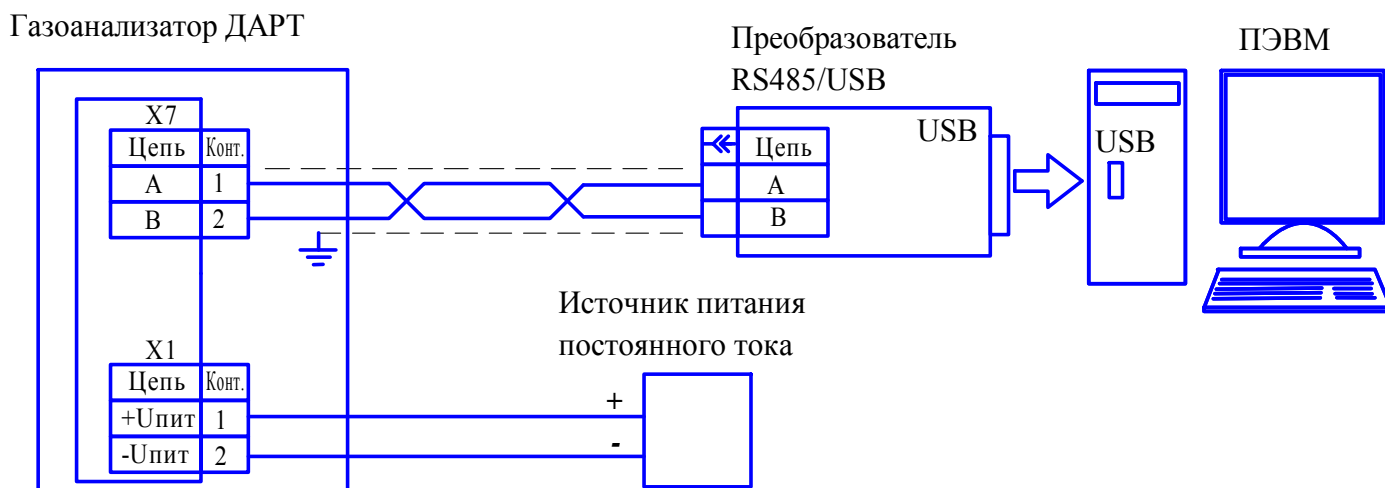 Газоанализатор ДАРТ
Преобразователь
RS485/USB
ПЭВМ
X7
Цепь Конт.
A 1
B 2
Цепь
A
B
USB
USB
Источник питания
постоянного тока
X1
Цепь Конт.
+Uпит 1
-Uпит 2
+
-